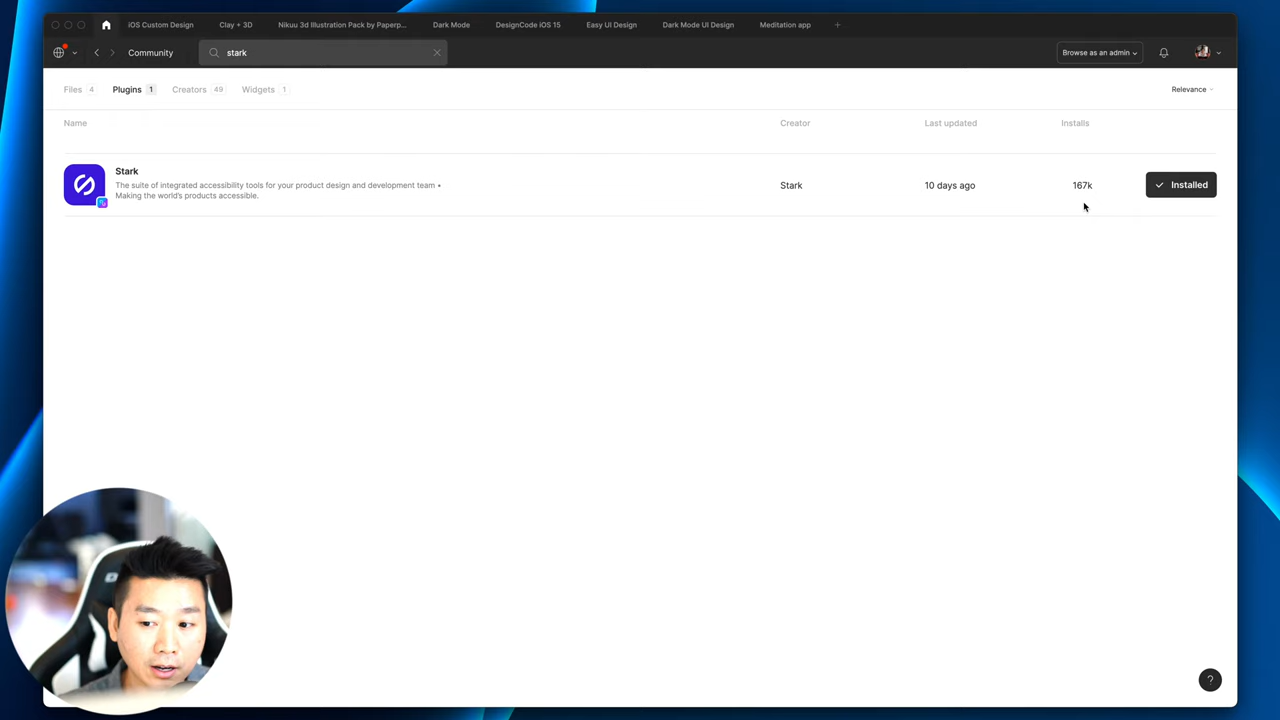 iOS Custom Design
Clay + 3D
Nikuu 3d Illustration Pack by Paperp...
Dark Mode
DesignCode iOS 15
Easy UI Design
Dark Mode UI Design
Meditation app
Community
stark
Browse as an admin
Files 4
Plugins 1
Creators 49
Widgets 1
Relevance
Name
Creator
Last updated
Installs
Stark
The suite of integrated accessibility tools for your product design and development team •
Making the world's products accessible.
Stark
10 days ago
167k
Installed
?